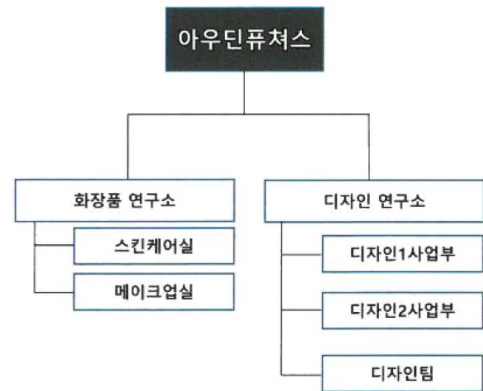 아우딘퓨쳐스
화장품 연구소
스킨케어실
메이크업실
디자인 연구소
디자인1사업부
디자인2사업부
디자인팀